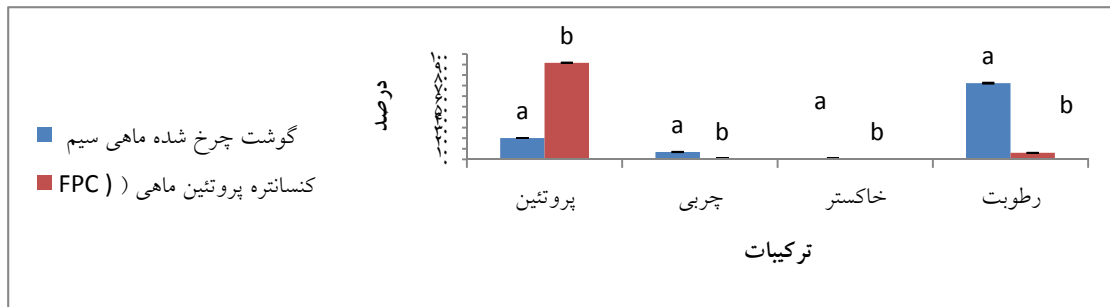 b
a
a
a
a
b
b
b
درصد
گوشت چرخ شده ماهی سیم
کنسانتره پروتئین ماهی ( ( FPC
پروتئین
چربی
خاکستر
رطوبت
ترکیبات